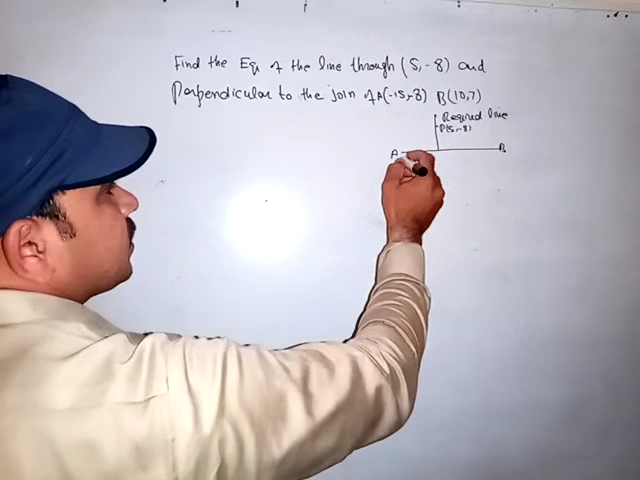 Find the Eq of the line through (5,-8) and
Perpendicular to the join of A(-15,-8) B(10,7)
Required line
P(5,-8)
A B